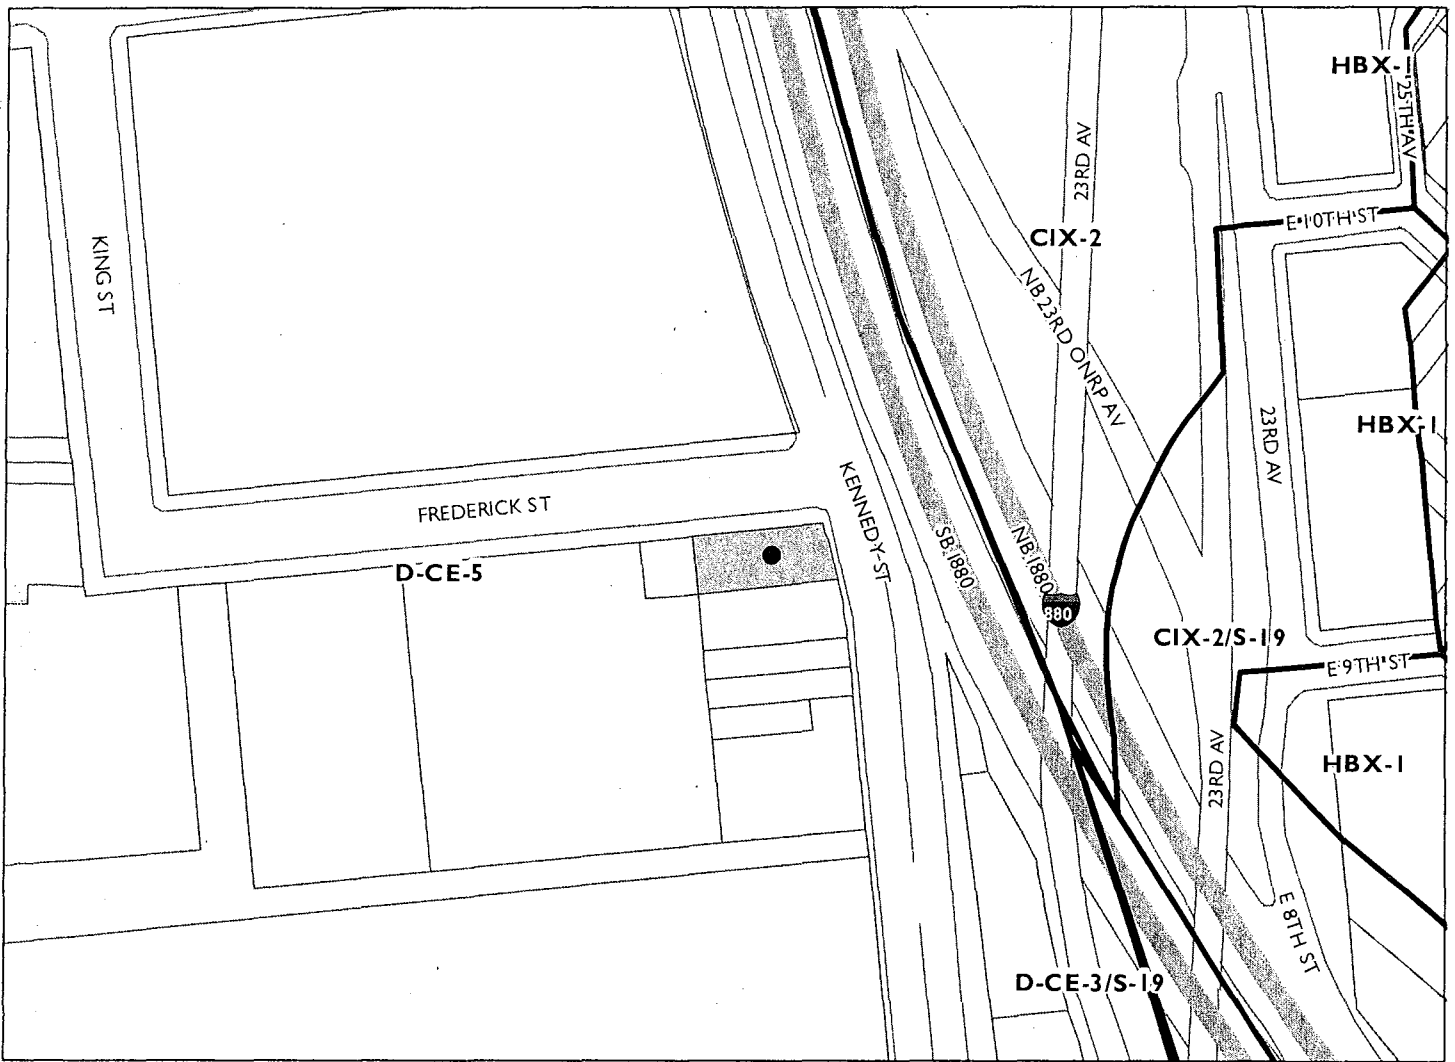 HBX-1
25TH AV
23RD AV
E 10TH ST
CIX-2
KING ST
NB 23RD ONRP AV
23RD AV
HBX-1
KENNEDY ST
FREDERICK ST
SB I880
NB I880
D-CE-5
880
CIX-2/S-19
E 9TH ST
23RD AV
HBX-1
E 8TH ST
D-CE-3/S-19